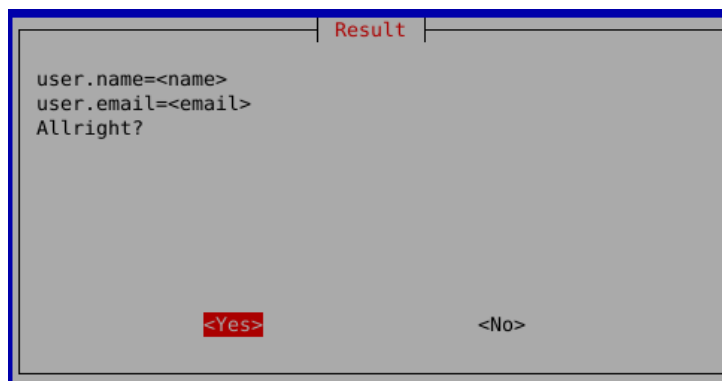 Result
user.name=<name>
user.email=<email>
Allright?
<Yes> <No>